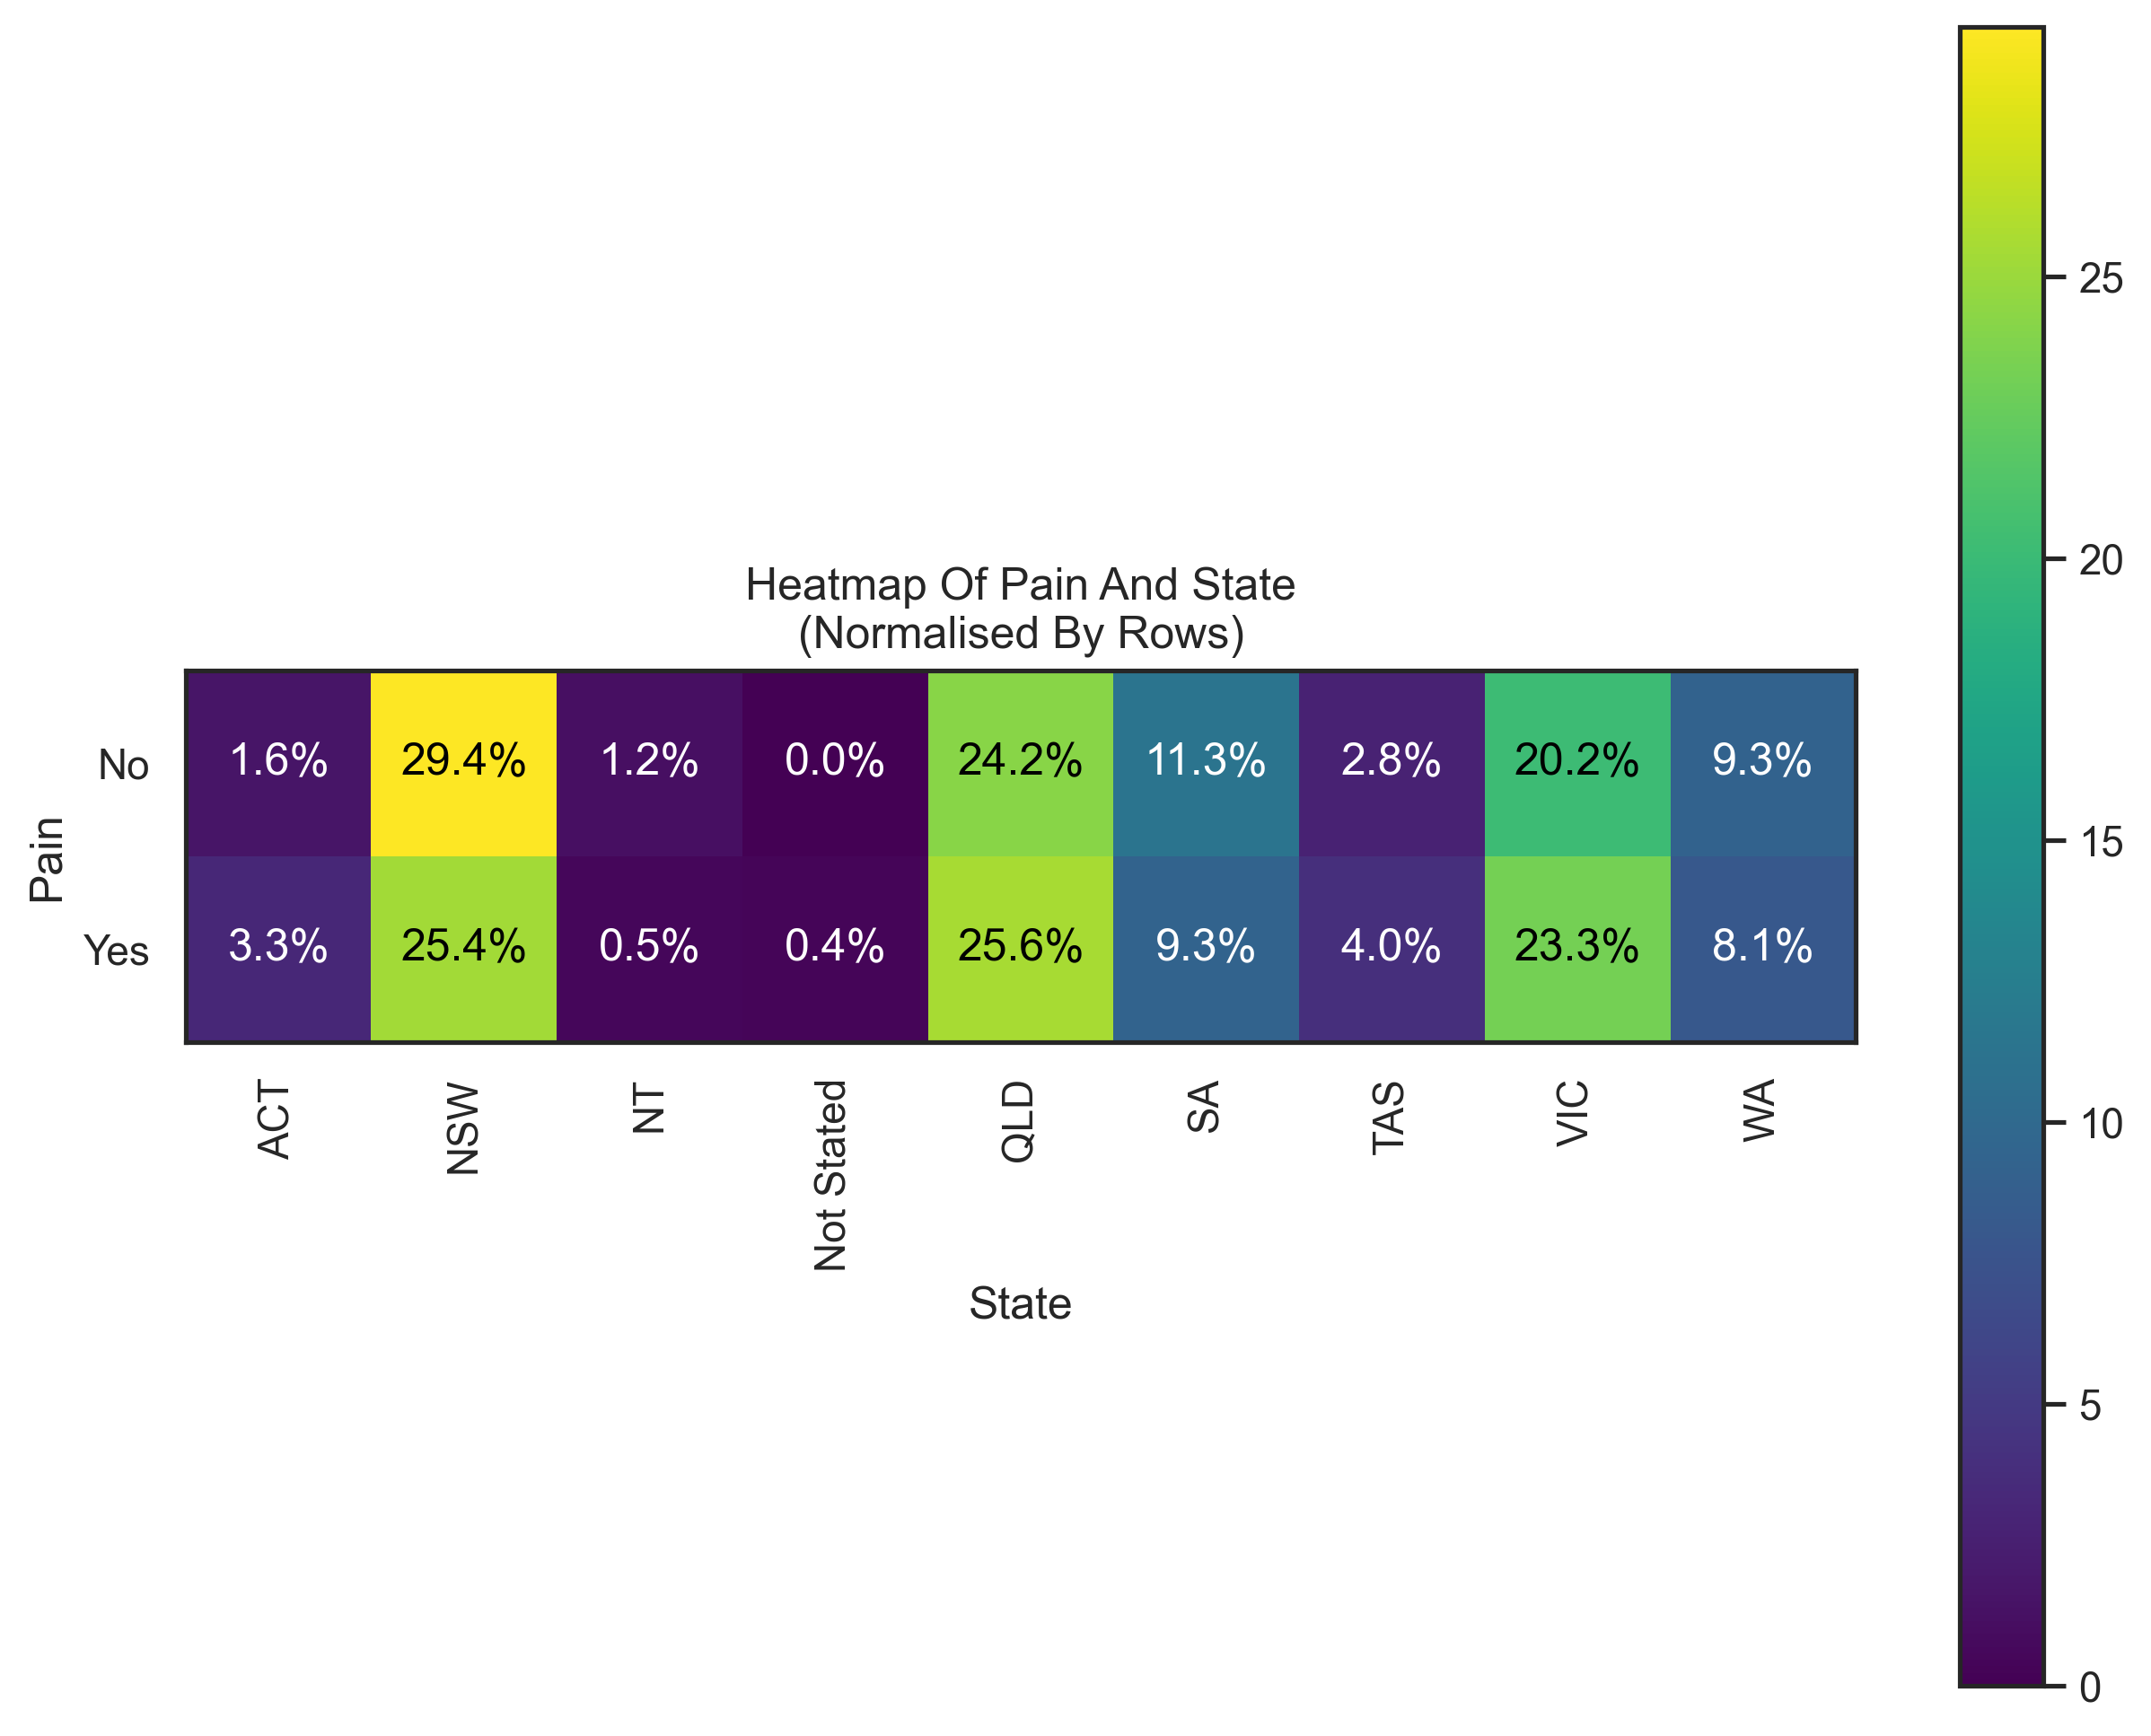 Heatmap Of Pain And State
(Normalised By Rows)
Pain
No
1.6%
29.4%
1.2%
0.0%
24.2%
11.3%
2.8%
20.2%
9.3%
Yes
3.3%
25.4%
0.5%
0.4%
25.6%
9.3%
4.0%
23.3%
8.1%
ACT
NSW
NT
Not Stated
QLD
SA
TAS
VIC
WA
State
25
20
15
10
5
0